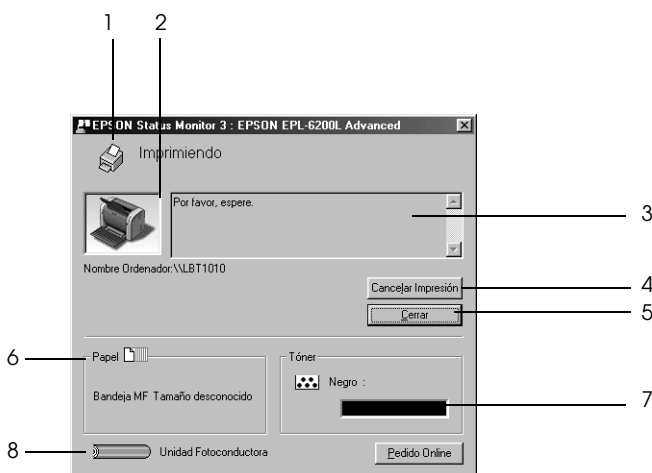 1 2
EPSON Status Monitor 3 : EPSON EPL-6200L Advanced
Imprimiendo
Por favor, espere.
3
Nombre Ordenador:\\LBT1010
Cancelar Impresión 4
Cerrar 5
6 Papel Tóner
Negro :
Bandeja MF Tamaño desconocido
7
8 Unidad Fotoconductora Pedido Online